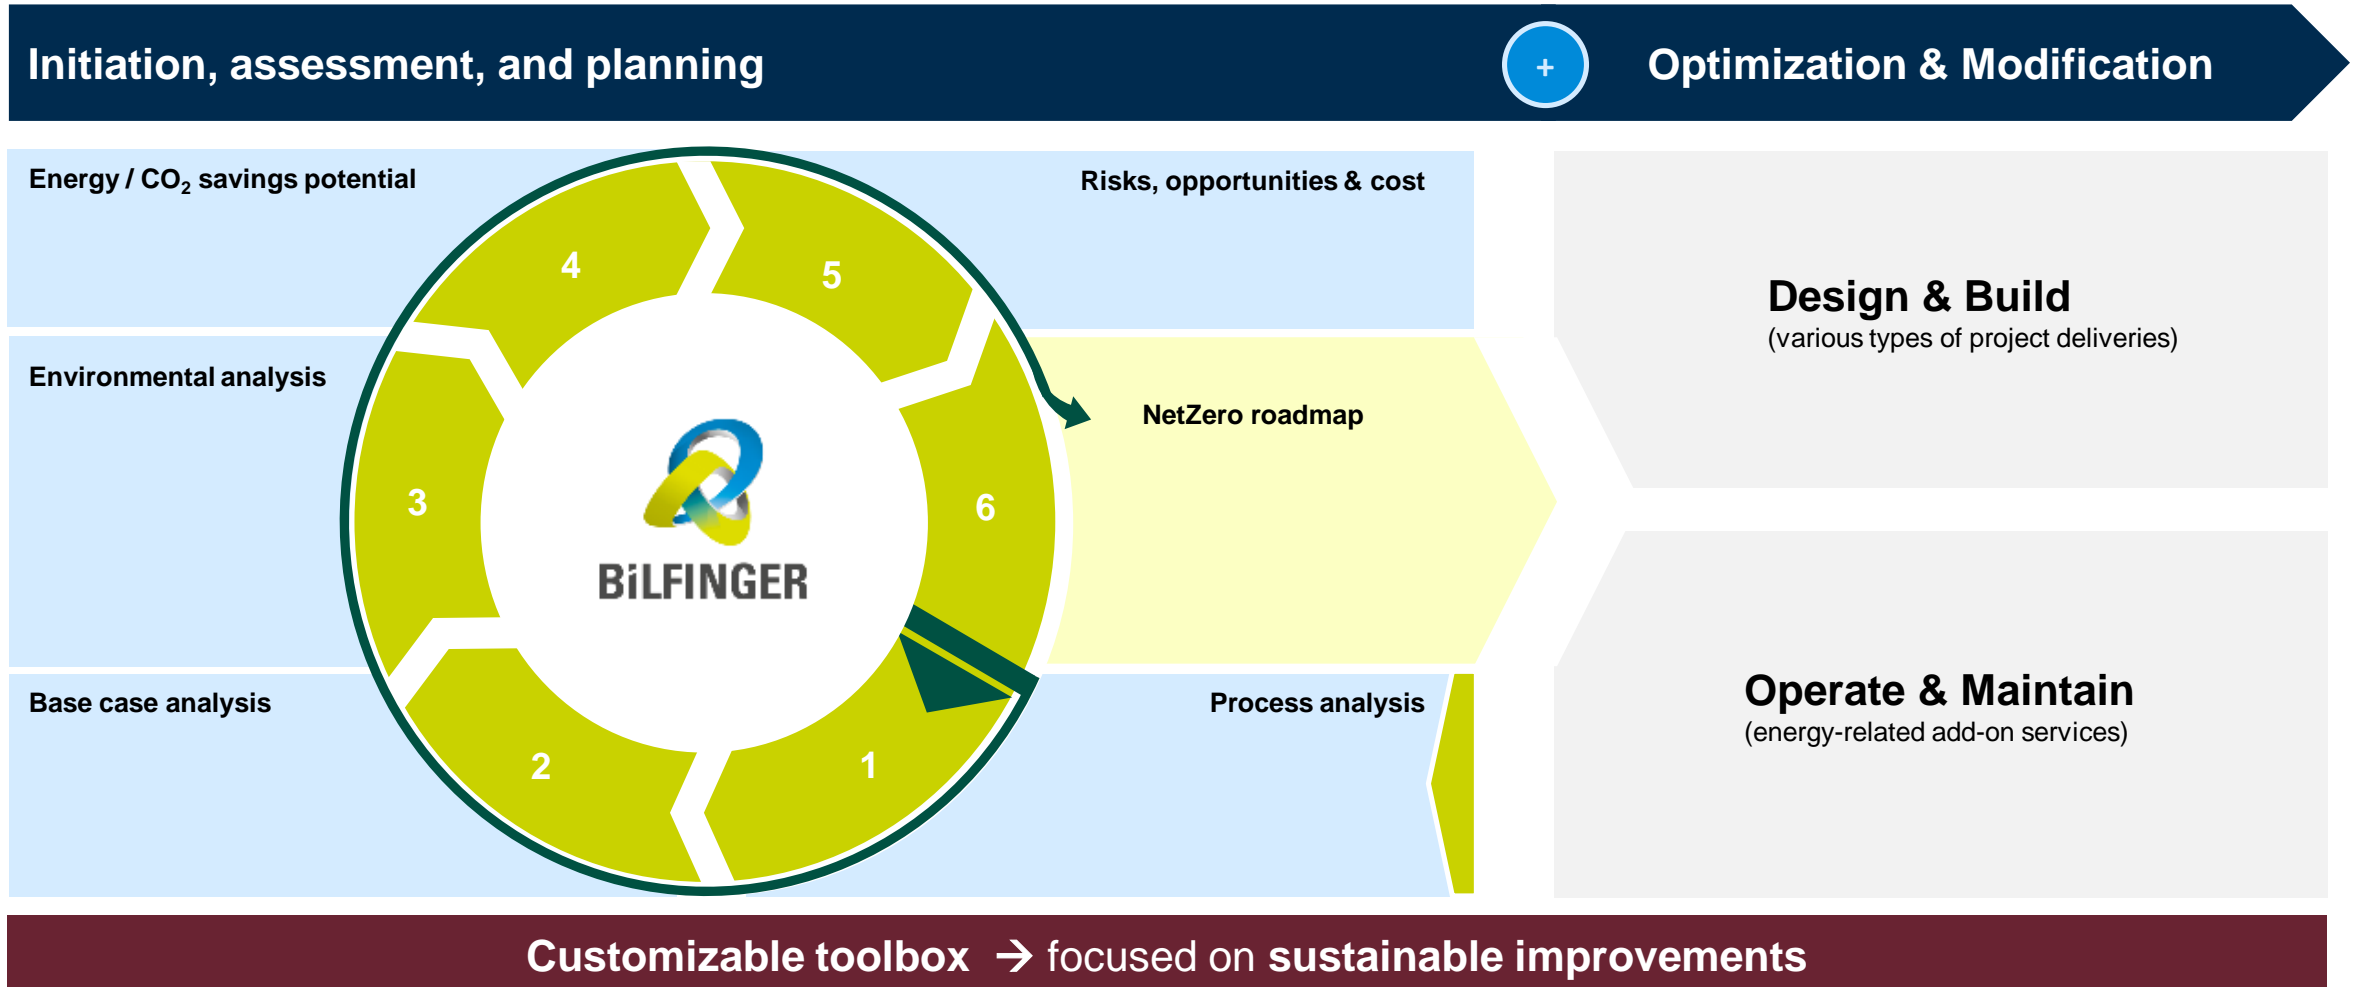 Initiation, assessment, and planning
+
Optimization & Modification
Energy / CO₂ savings potential
Risks, opportunities & cost
4
5
Design & Build
(various types of project deliveries)
Environmental analysis
NetZero roadmap
3
6
BiLFINGER
Base case analysis
Process analysis
Operate & Maintain
(energy-related add-on services)
2
1
Customizable toolbox → focused on sustainable improvements